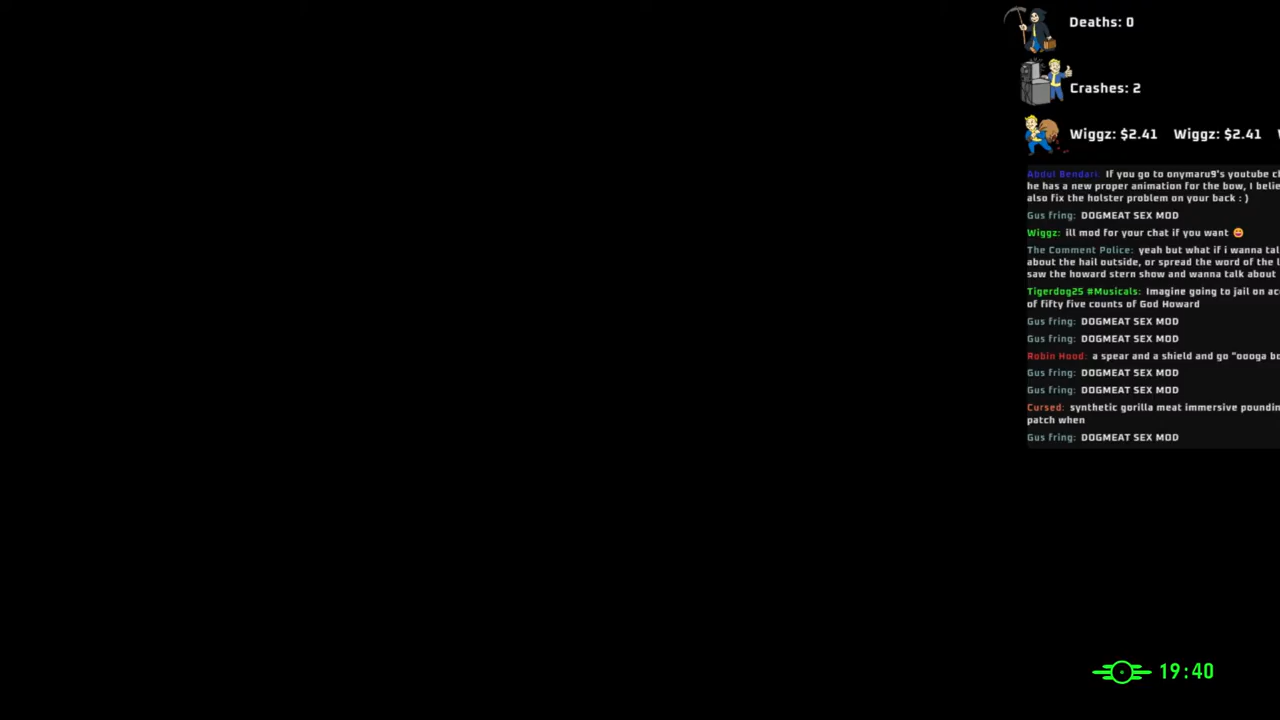 Deaths: 0
Crashes: 2
Wiggz: $2.41 Wiggz: $2.41
Abdul Bendari: If you go to onymaru9's youtube
he has a new proper animation for the bow, I
also fix the holster problem on your back : )
Gus fring: DOGMEAT SEX MOD
Wiggz: ill mod for your chat if you want 😄
The Comment Police: yeah but what if i wanna
about the hail outside, or spread the word of the
saw the howard stern show and wanna talk about
Tigerdog25 #Musicals: Imagine going to jail on
of fifty five counts of God Howard
Gus fring: DOGMEAT SEX MOD
Gus fring: DOGMEAT SEX MOD
Robin Hood: a spear and a shield and go "oooga
Gus fring: DOGMEAT SEX MOD
Gus fring: DOGMEAT SEX MOD
Cursed: synthetic gorilla meat immersive
patch when
Gus fring: DOGMEAT SEX MOD
19:40